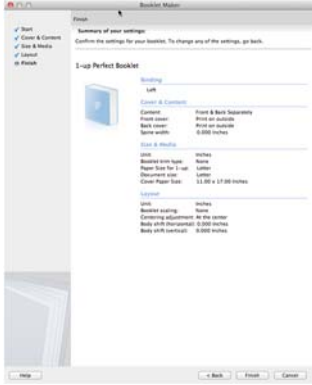 Booklet Maker
Finish
Start
Cover & Content
Size & Media
Layout
Finish
Summary of your settings:
Confirm the settings for your booklet. To change any of the settings, go back.
1-up Perfect Booklet
Binding
Left
Cover & Content
Content: Front & Back Separately
Front cover: Print on outside
Back cover: Print on outside
Spine width: 0.000 Inches
Size & Media
Unit: Inches
Booklet trim type: None
Paper Size for 1-up: Letter
Document size: Letter
Cover Paper Size: 11.00 x 17.00 Inches
Layout
Unit: Inches
Booklet scaling: None
Centering adjustment: At the center
Body shift (horizontal): 0.000 Inches
Body shift (vertical): 0.000 Inches
Help
< Back
Finish
Cancel